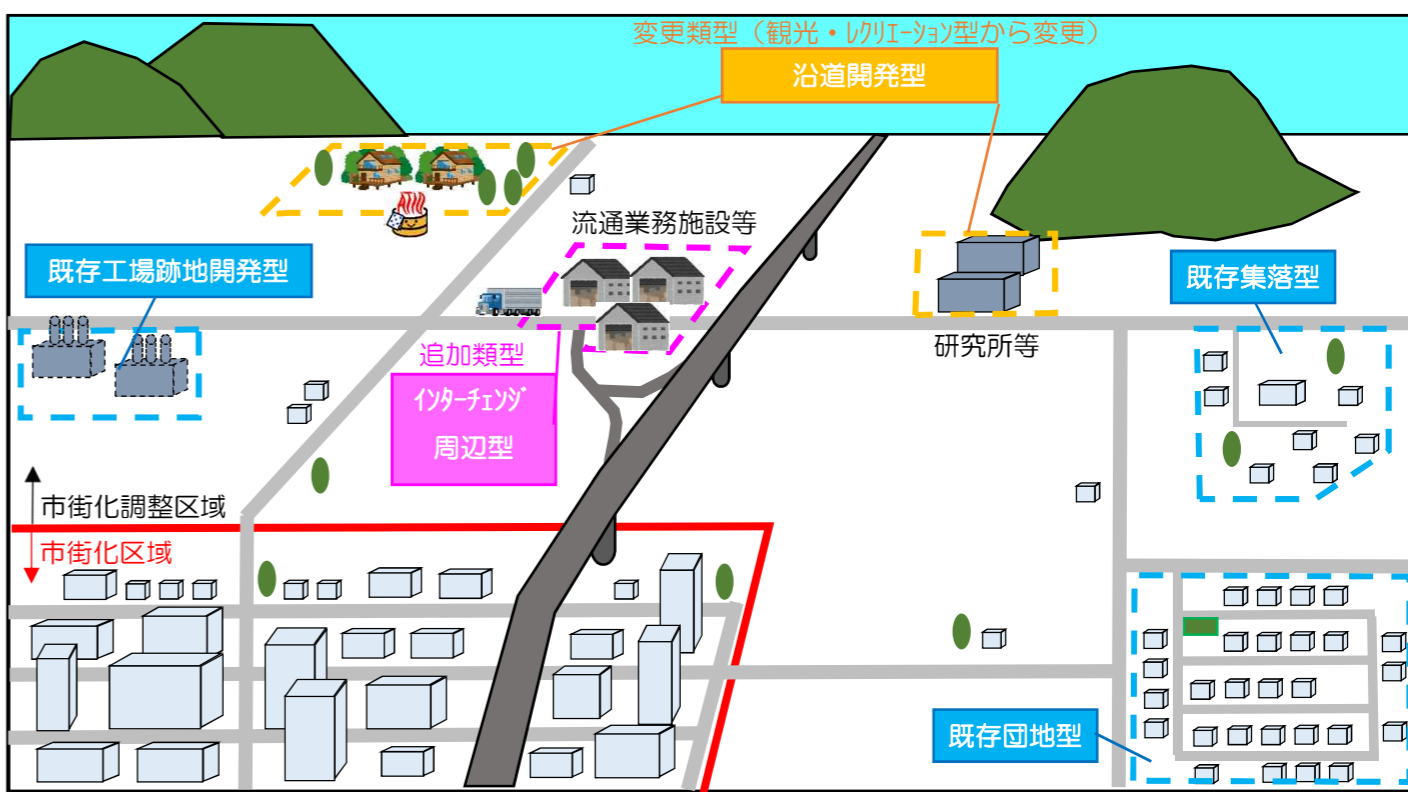 変更類型（観光・ﾚｸﾘｴｰｼｮﾝ型から変更）
沿道開発型
流通業務施設等
既存工場跡地開発型
既存集落型
研究所等
追加類型
ｲﾝﾀｰﾁｪﾝｼﾞ
周辺型
市街化調整区域
市街化区域
既存団地型